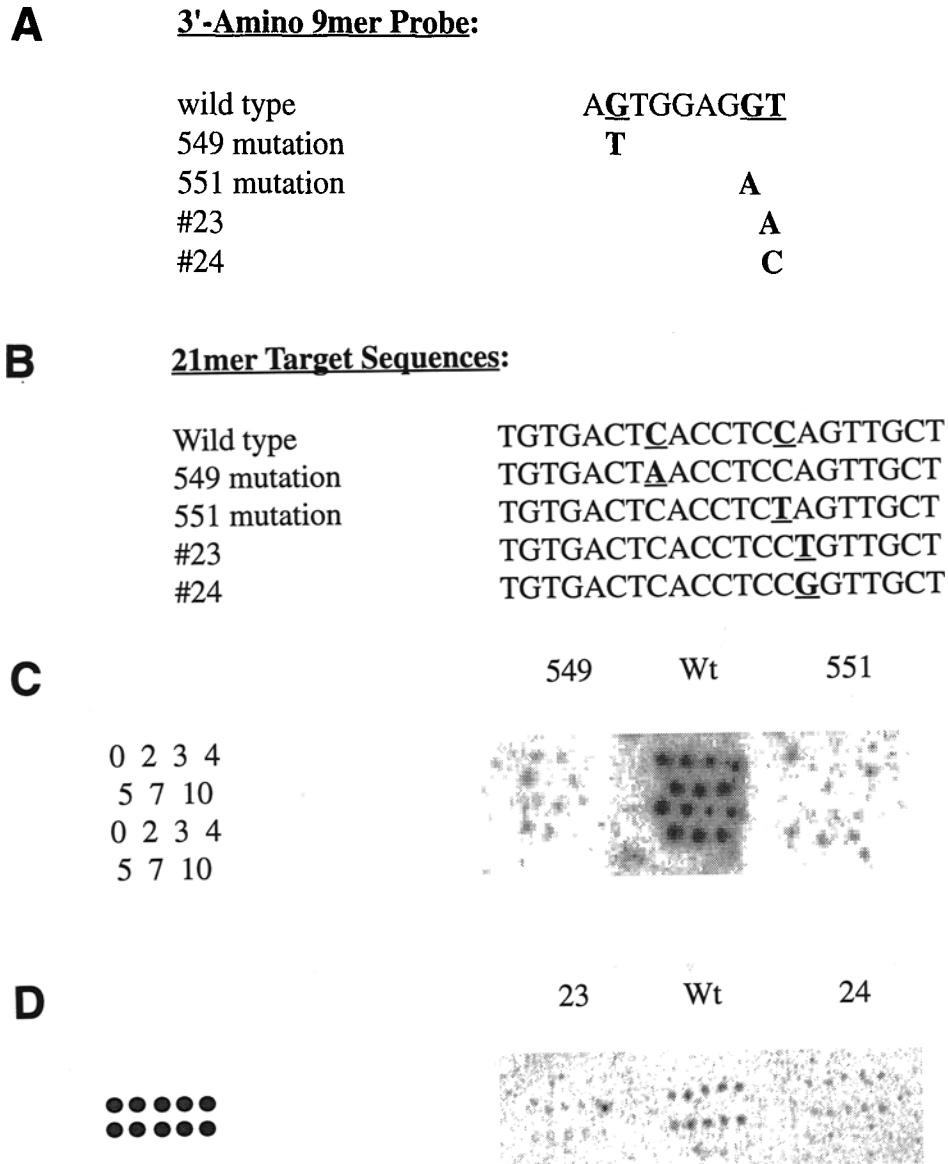 A 3'-Amino 9mer Probe:
wild type AGTGGAGGT
549 mutation T
551 mutation A
#23 A
#24 C
B 21mer Target Sequences:
Wild type TGTGACTCACCTCCAGTTGCT
549 mutation TGTGACTAACCTCCAGTTGCT
551 mutation TGTGACTCACCTCTAGTTGCT
#23 TGTGACTCACCTCCTGTTGCT
#24 TGTGACTCACCTCCGGTTGCT
C 549 Wt 551
0 2 3 4
5 7 10
0 2 3 4
5 7 10
D 23 Wt 24